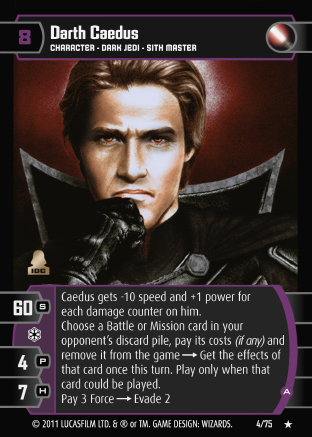 8
Darth Caedus
CHARACTER - DARK JEDI - SITH MASTER
IDC
60 S
4 P
7 H
Caedus gets -10 speed and +1 power for
each damage counter on him.
Choose a Battle or Mission card in your
opponent's discard pile, pay its costs (if any) and
remove it from the game → Get the effects of
that card once this turn. Play only when that
card could be played.
Pay 3 Force → Evade 2
A
© 2011 LUCASFILM LTD. & ® or TM. GAME DESIGN: WIZARDS. 4/75 ★